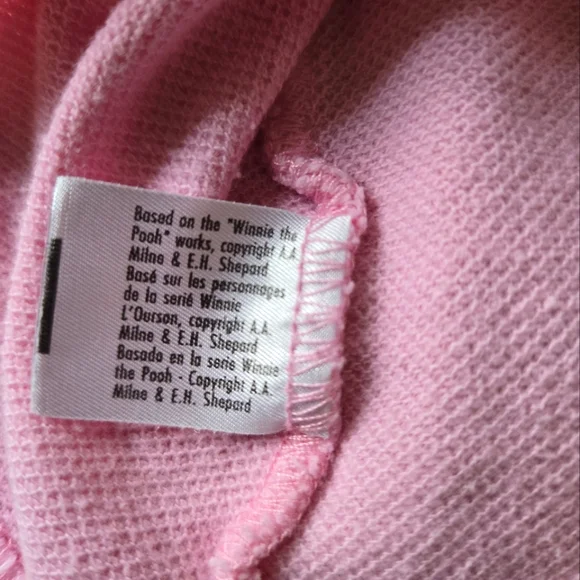 Based on the "Winnie the
Pooh" works, copyright A.A.
Milne & E.H. Shepard
Basé sur les personnages
de la serié Winnie
L'Ourson, copyright A.A.
Milne & E.H. Shepard
Basado en la serie Winnie
the Pooh - Copyright A.A.
Milne & E.H. Shepard